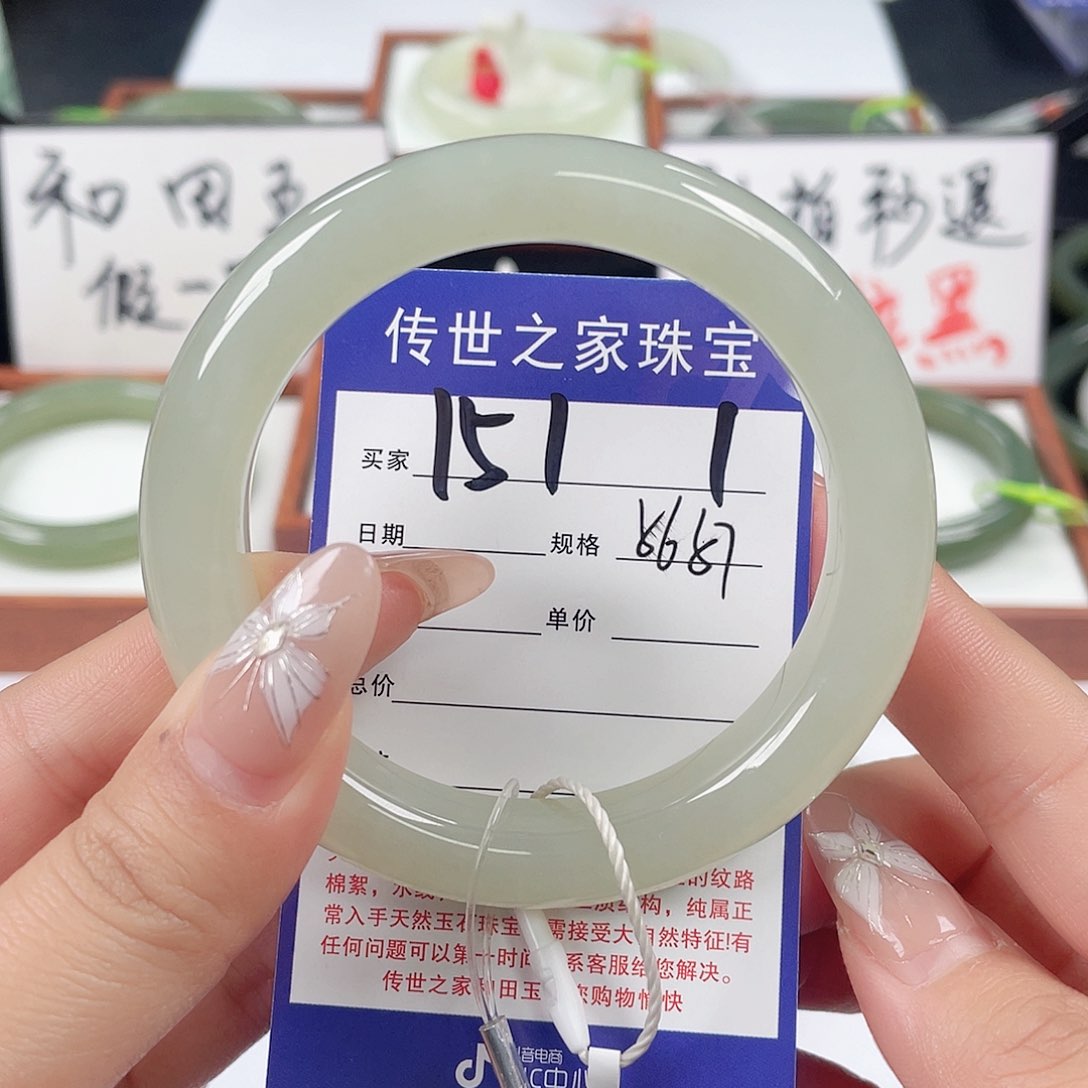 和田玉
假一
拍秒退
黑
传世之家珠宝
买家 151 1
日期 规格
单价
总价
的纹路
棉絮，
构，纯属正
常入手天然玉石珠宝 需接受大自然特征!有
任何问题可以第一时间 系客服给您解决。
传世之家和田玉 您购物愉快
音电商